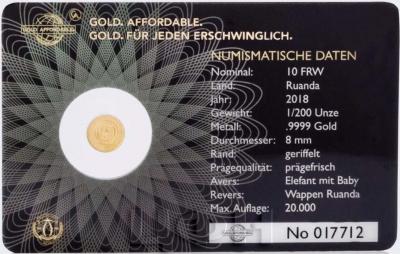 GOLD. AFFORDABLE.
GOLD. FÜR JEDEN ERSCHWINGLICH.
GOLD. AFFORDABLE.
NUMISMATISCHE DATEN
Nominal: 10 FRW
Land: Ruanda
Jahr: 2018
Gewicht: 1/200 Unze
Metall: .9999 Gold
Durchmesser: 8 mm
Rand: geriffelt
Prägequalität: prägefrisch
Avers: Elefant mit Baby
Revers: Wappen Ruanda
Max.Auflage: 20.000
No 017712